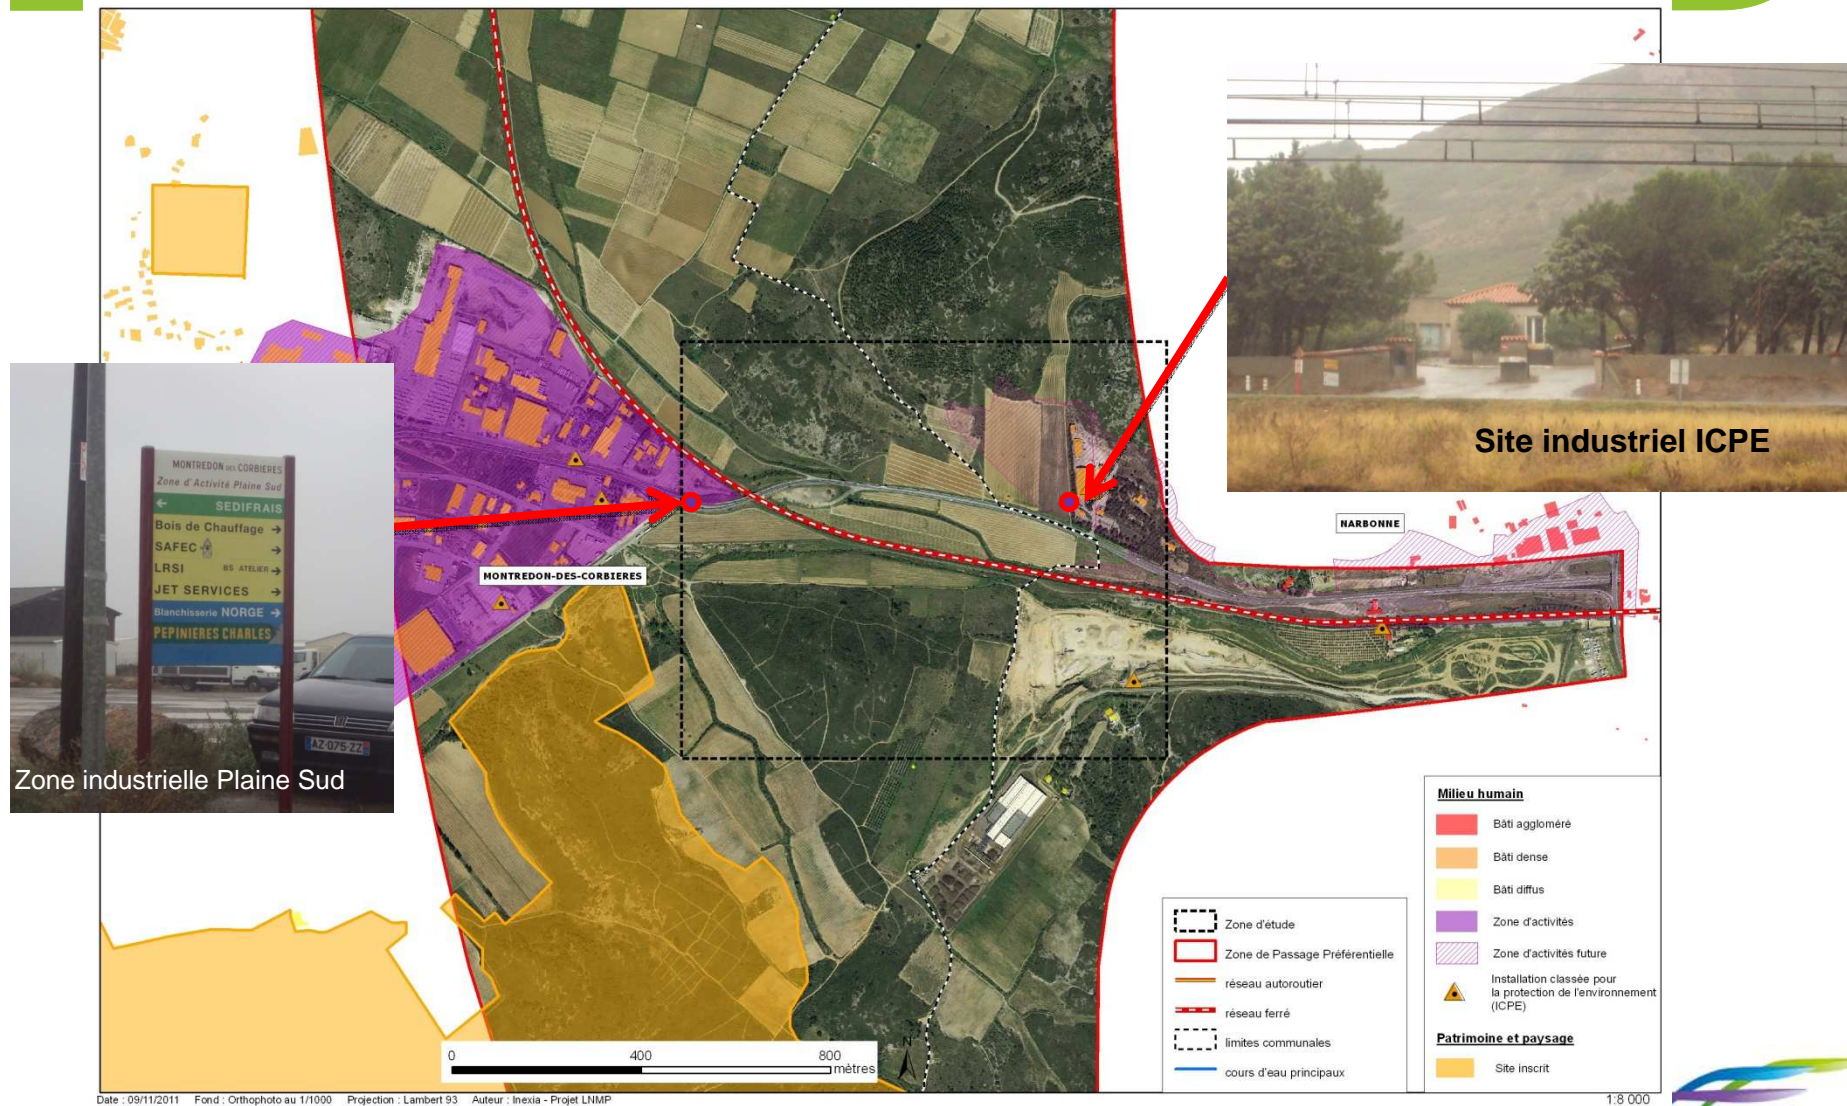 Site industriel ICPE
NARBONNE
MONTREDON-DES-CORBIERES
MONTREDON DES CORBIERES
Zone d'Activité Plaine Sud
SEDIFRAIS
Bois de Chauffage
SAFEC
LRSI BS ATELIER
JET SERVICES
Blanchisserie NORGE
PEPINIERES CHARLES
AZ-075-ZZ
Zone industrielle Plaine Sud
Zone d'étude
Zone de Passage Préférentielle
réseau autoroutier
réseau ferré
limites communales
cours d'eau principaux
Milieu humain
Bâti aggloméré
Bâti dense
Bâti diffus
Zone d'activités
Zone d'activités future
Installation classée pour
la protection de l'environnement
(ICPE)
Patrimoine et paysage
Site inscrit
0 400 800
mètres
N
Date : 09/11/2011 Fond : Orthophoto au 1/1000 Projection : Lambert 93 Auteur : Inexia - Projet LNMP
1:8 000